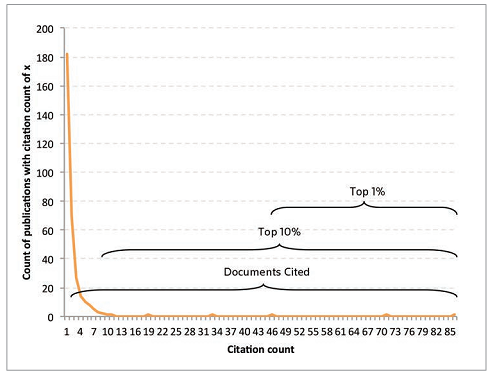 Count of publications with citation count of x
200
180
160
140
120
100
80
60
40
20
0
Top 1%
Top 10%
Documents Cited
1 4 7 10 13 16 19 22 25 28 31 34 37 40 43 46 49 52 55 58 61 64 67 70 73 76 79 82 85
Citation count